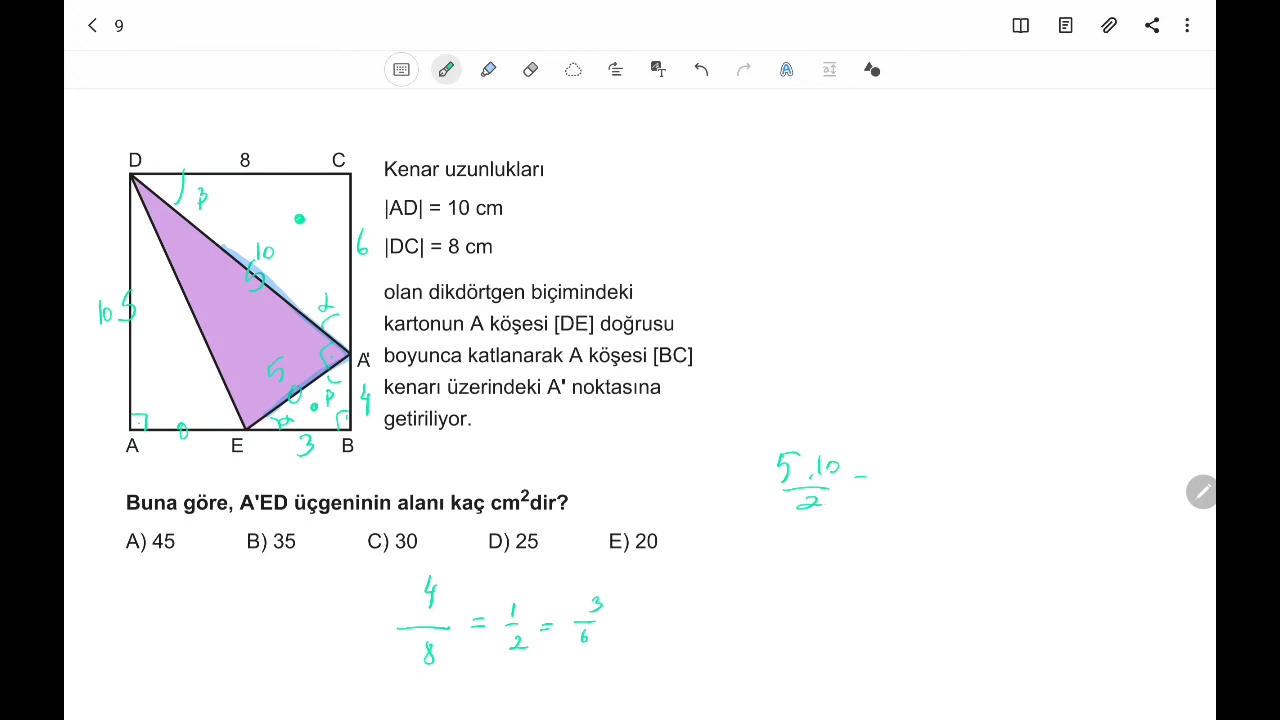 9
D 8 C
Kenar uzunlukları
β
|AD| = 10 cm
10
6
|DC| = 8 cm
olan dikdörtgen biçimindeki
10
α
kartonun A köşesi [DE] doğrusu
A' boyunca katlanarak A köşesi [BC]
5
kenarı üzerindeki A' noktasına
β 4
α
getiriliyor.
A E 3 B
5.10
2
=
Buna göre, A'ED üçgeninin alanı kaç cm²dir?
A) 45 B) 35 C) 30 D) 25 E) 20
4/8 = 1/2 = 3/6